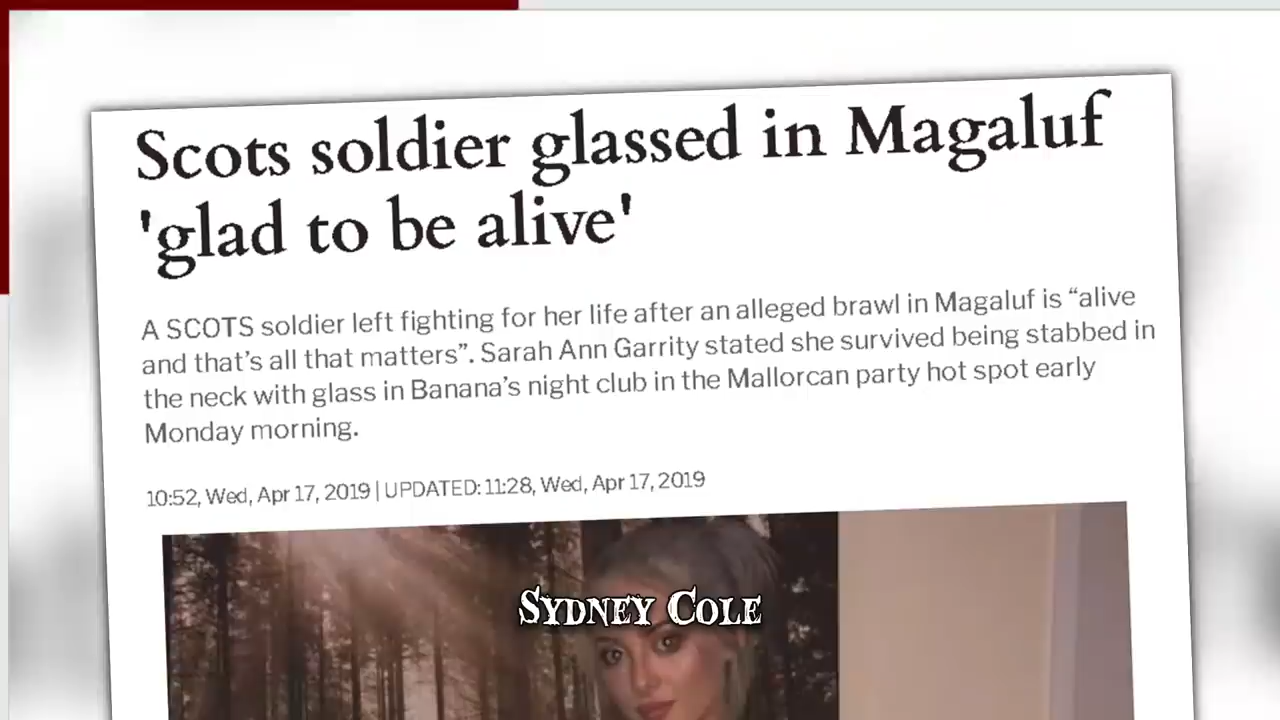 Scots soldier glassed in Magaluf
'glad to be alive'
A SCOTS soldier left fighting for her life after an alleged brawl in Magaluf is “alive
and that’s all that matters”. Sarah Ann Garrity stated she survived being stabbed in
the neck with glass in Banana’s night club in the Mallorcan party hot spot early
Monday morning.
10:52, Wed, Apr 17, 2019 | UPDATED: 11:28, Wed, Apr 17, 2019
SYDNEY COLE